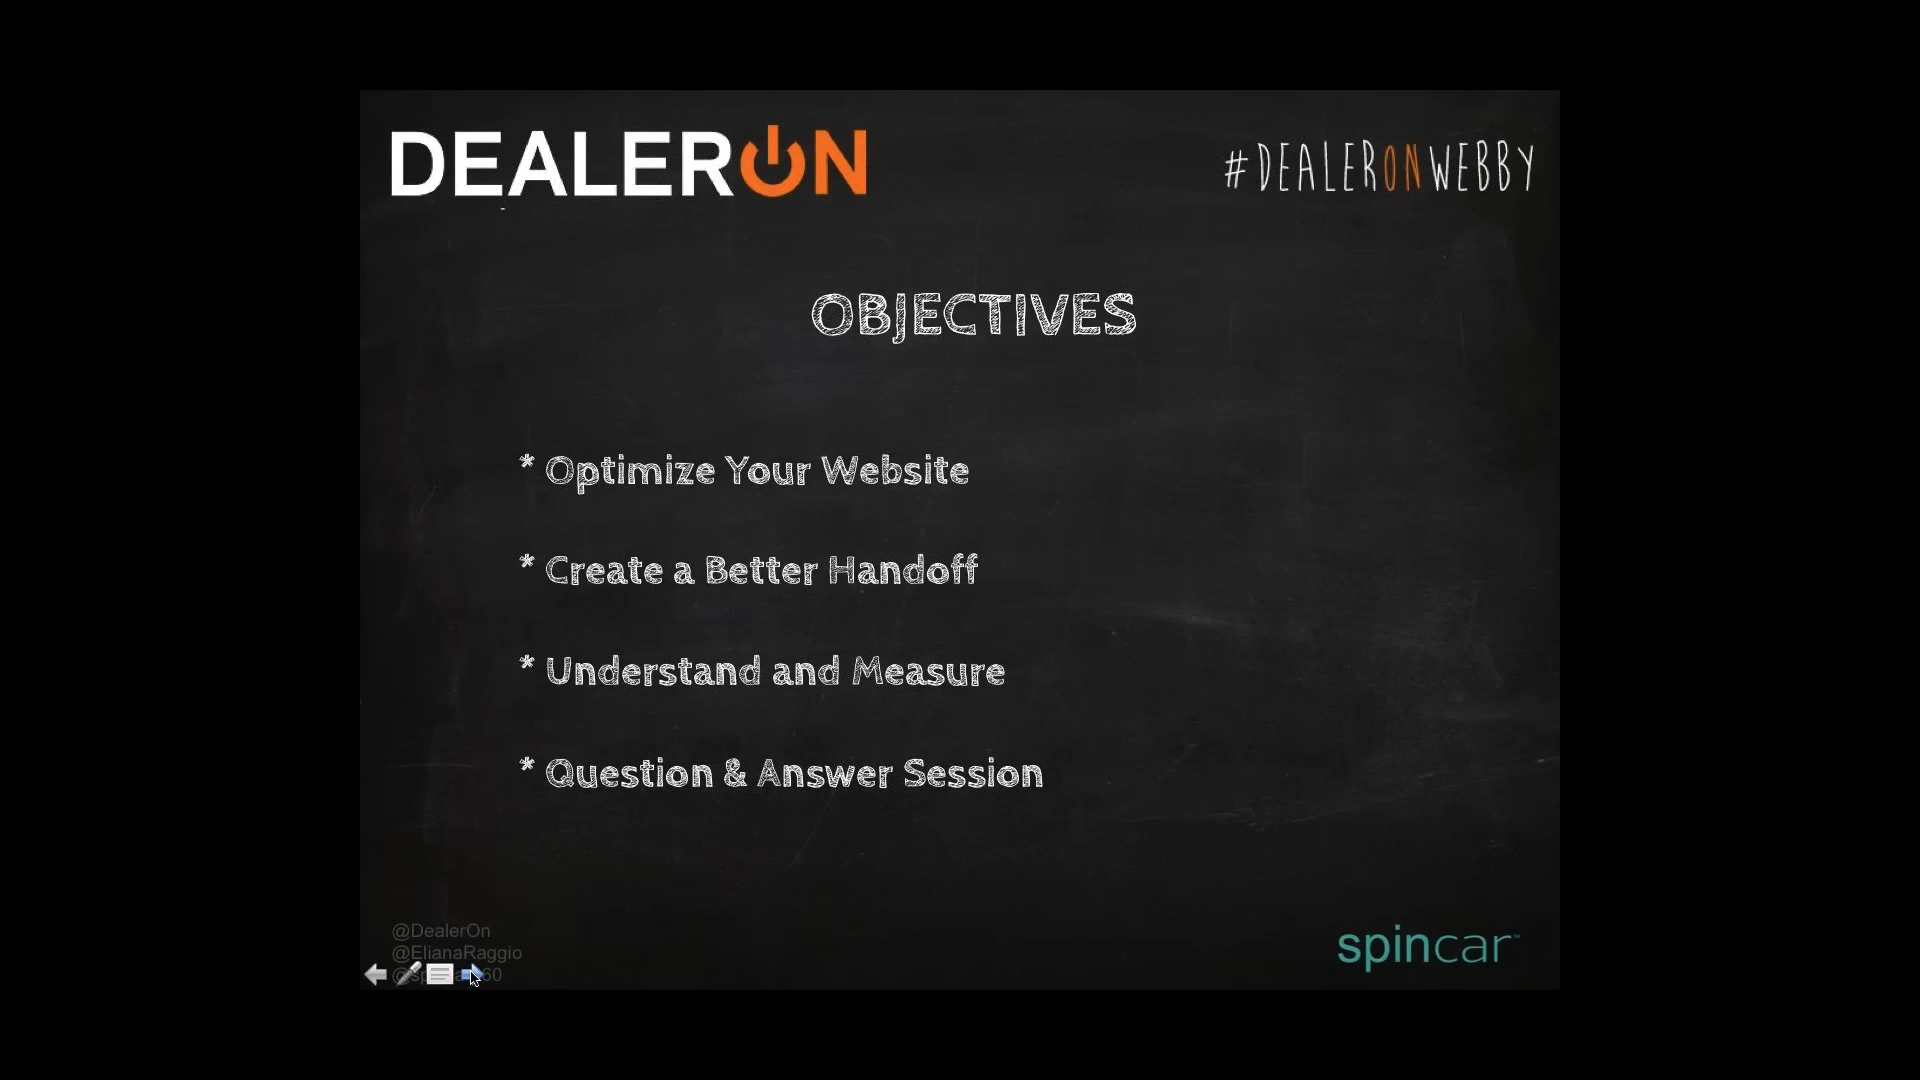 DEALERON
#DEALERONWEBBY
OBJECTIVES
* Optimize Your Website
* Create a Better Handoff
* Understand and Measure
* Question & Answer Session
@DealerOn
@ElianaRaggio
spincar